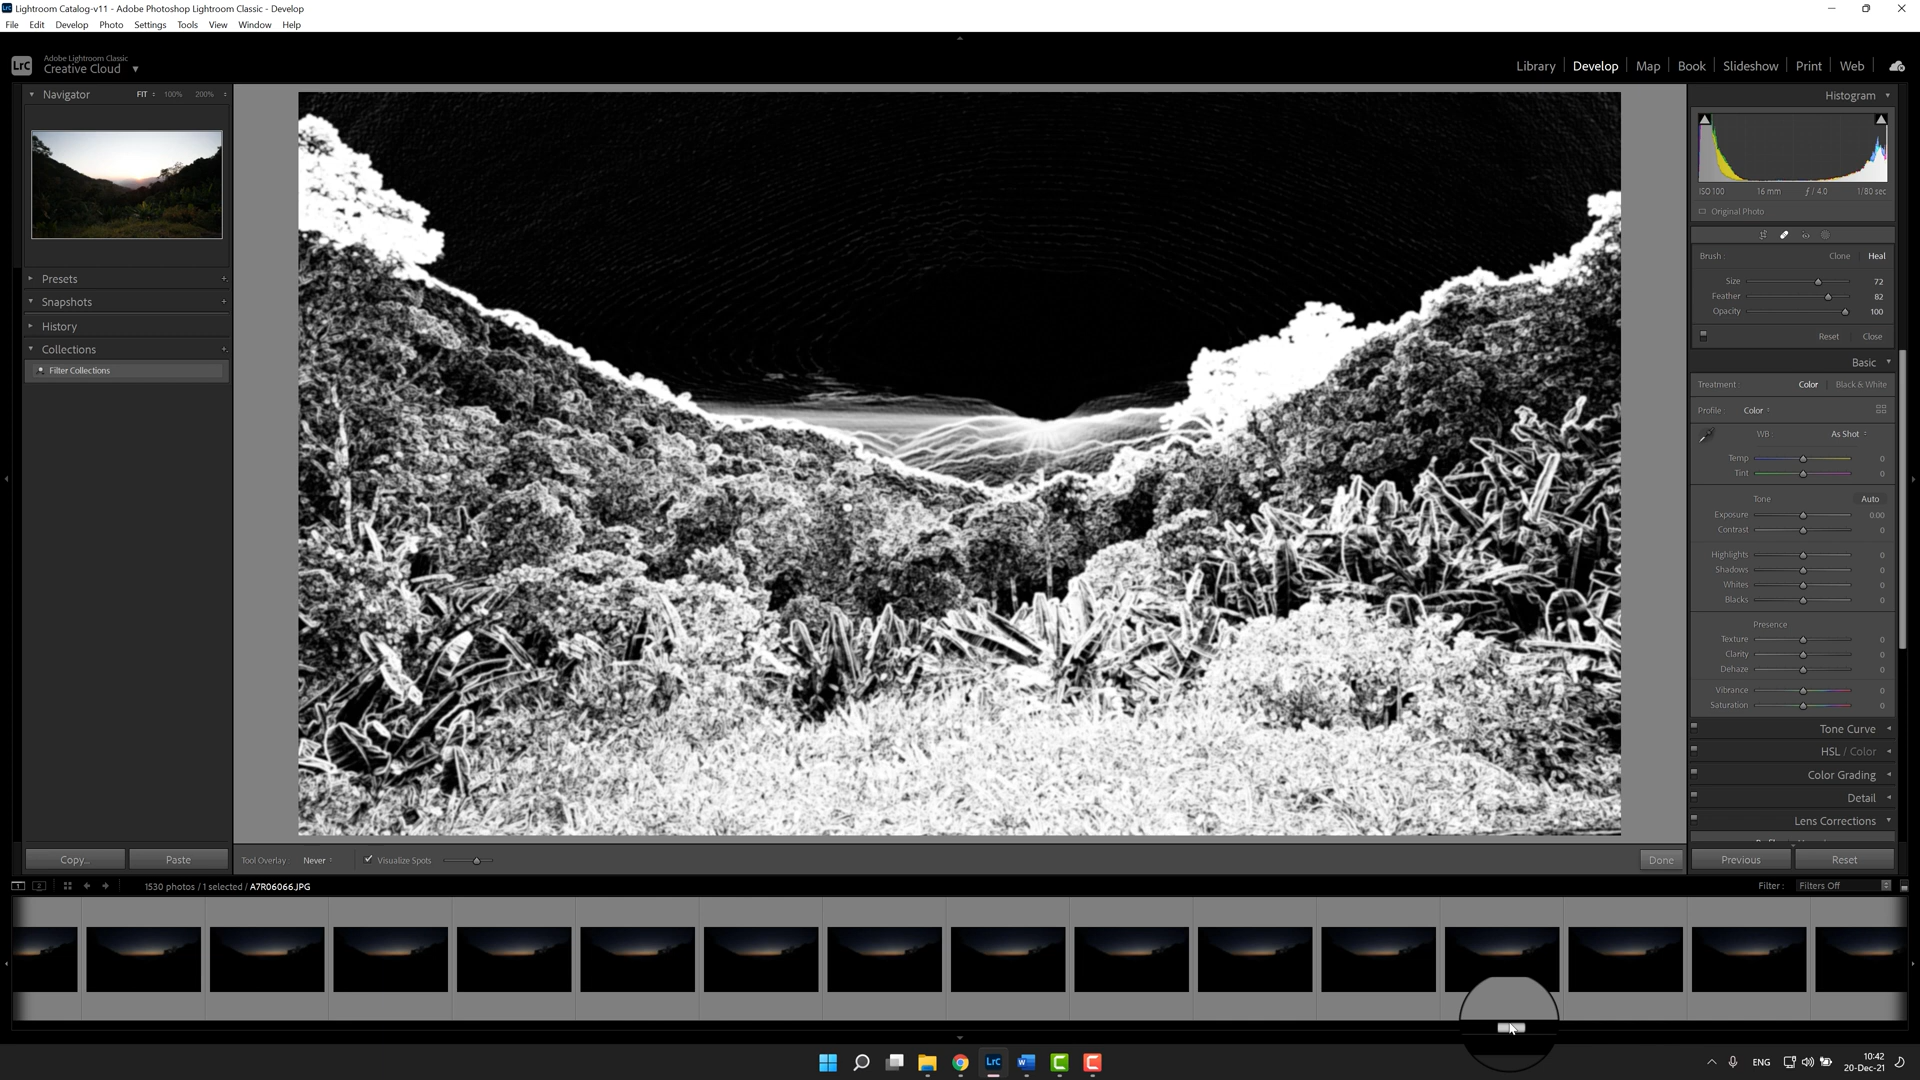 Lightroom Catalog-v11 - Adobe Photoshop Lightroom Classic - Develop
File Edit Develop Photo Settings Tools View Window Help
LrC
Adobe Lightroom Classic
Creative Cloud
Library Develop Map Book Slideshow Print Web
Navigator FIT 100% 200%
Presets
Snapshots
History
Collections
Filter Collections
Copy... Paste
Histogram
ISO 100 16 mm ƒ / 4.0 1/80 sec
Original Photo
Brush : Clone Heal
Size 72
Feather 82
Opacity 100
Reset Close
Basic
Treatment : Color Black & White
Profile : Color
WB : As Shot
Temp 0
Tint 0
Tone Auto
Exposure 0.00
Contrast 0
Highlights 0
Shadows 0
Whites 0
Blacks 0
Presence
Texture 0
Clarity 0
Dehaze 0
Vibrance 0
Saturation 0
Tone Curve
HSL / Color
Color Grading
Detail
Lens Corrections
Previous Reset
Tool Overlay : Never Visualize Spots Done
1 2 1530 photos / 1 selected / A7R06066.JPG Filter : Filters Off
LrC W C C
ENG 10:42
20-Dec-21